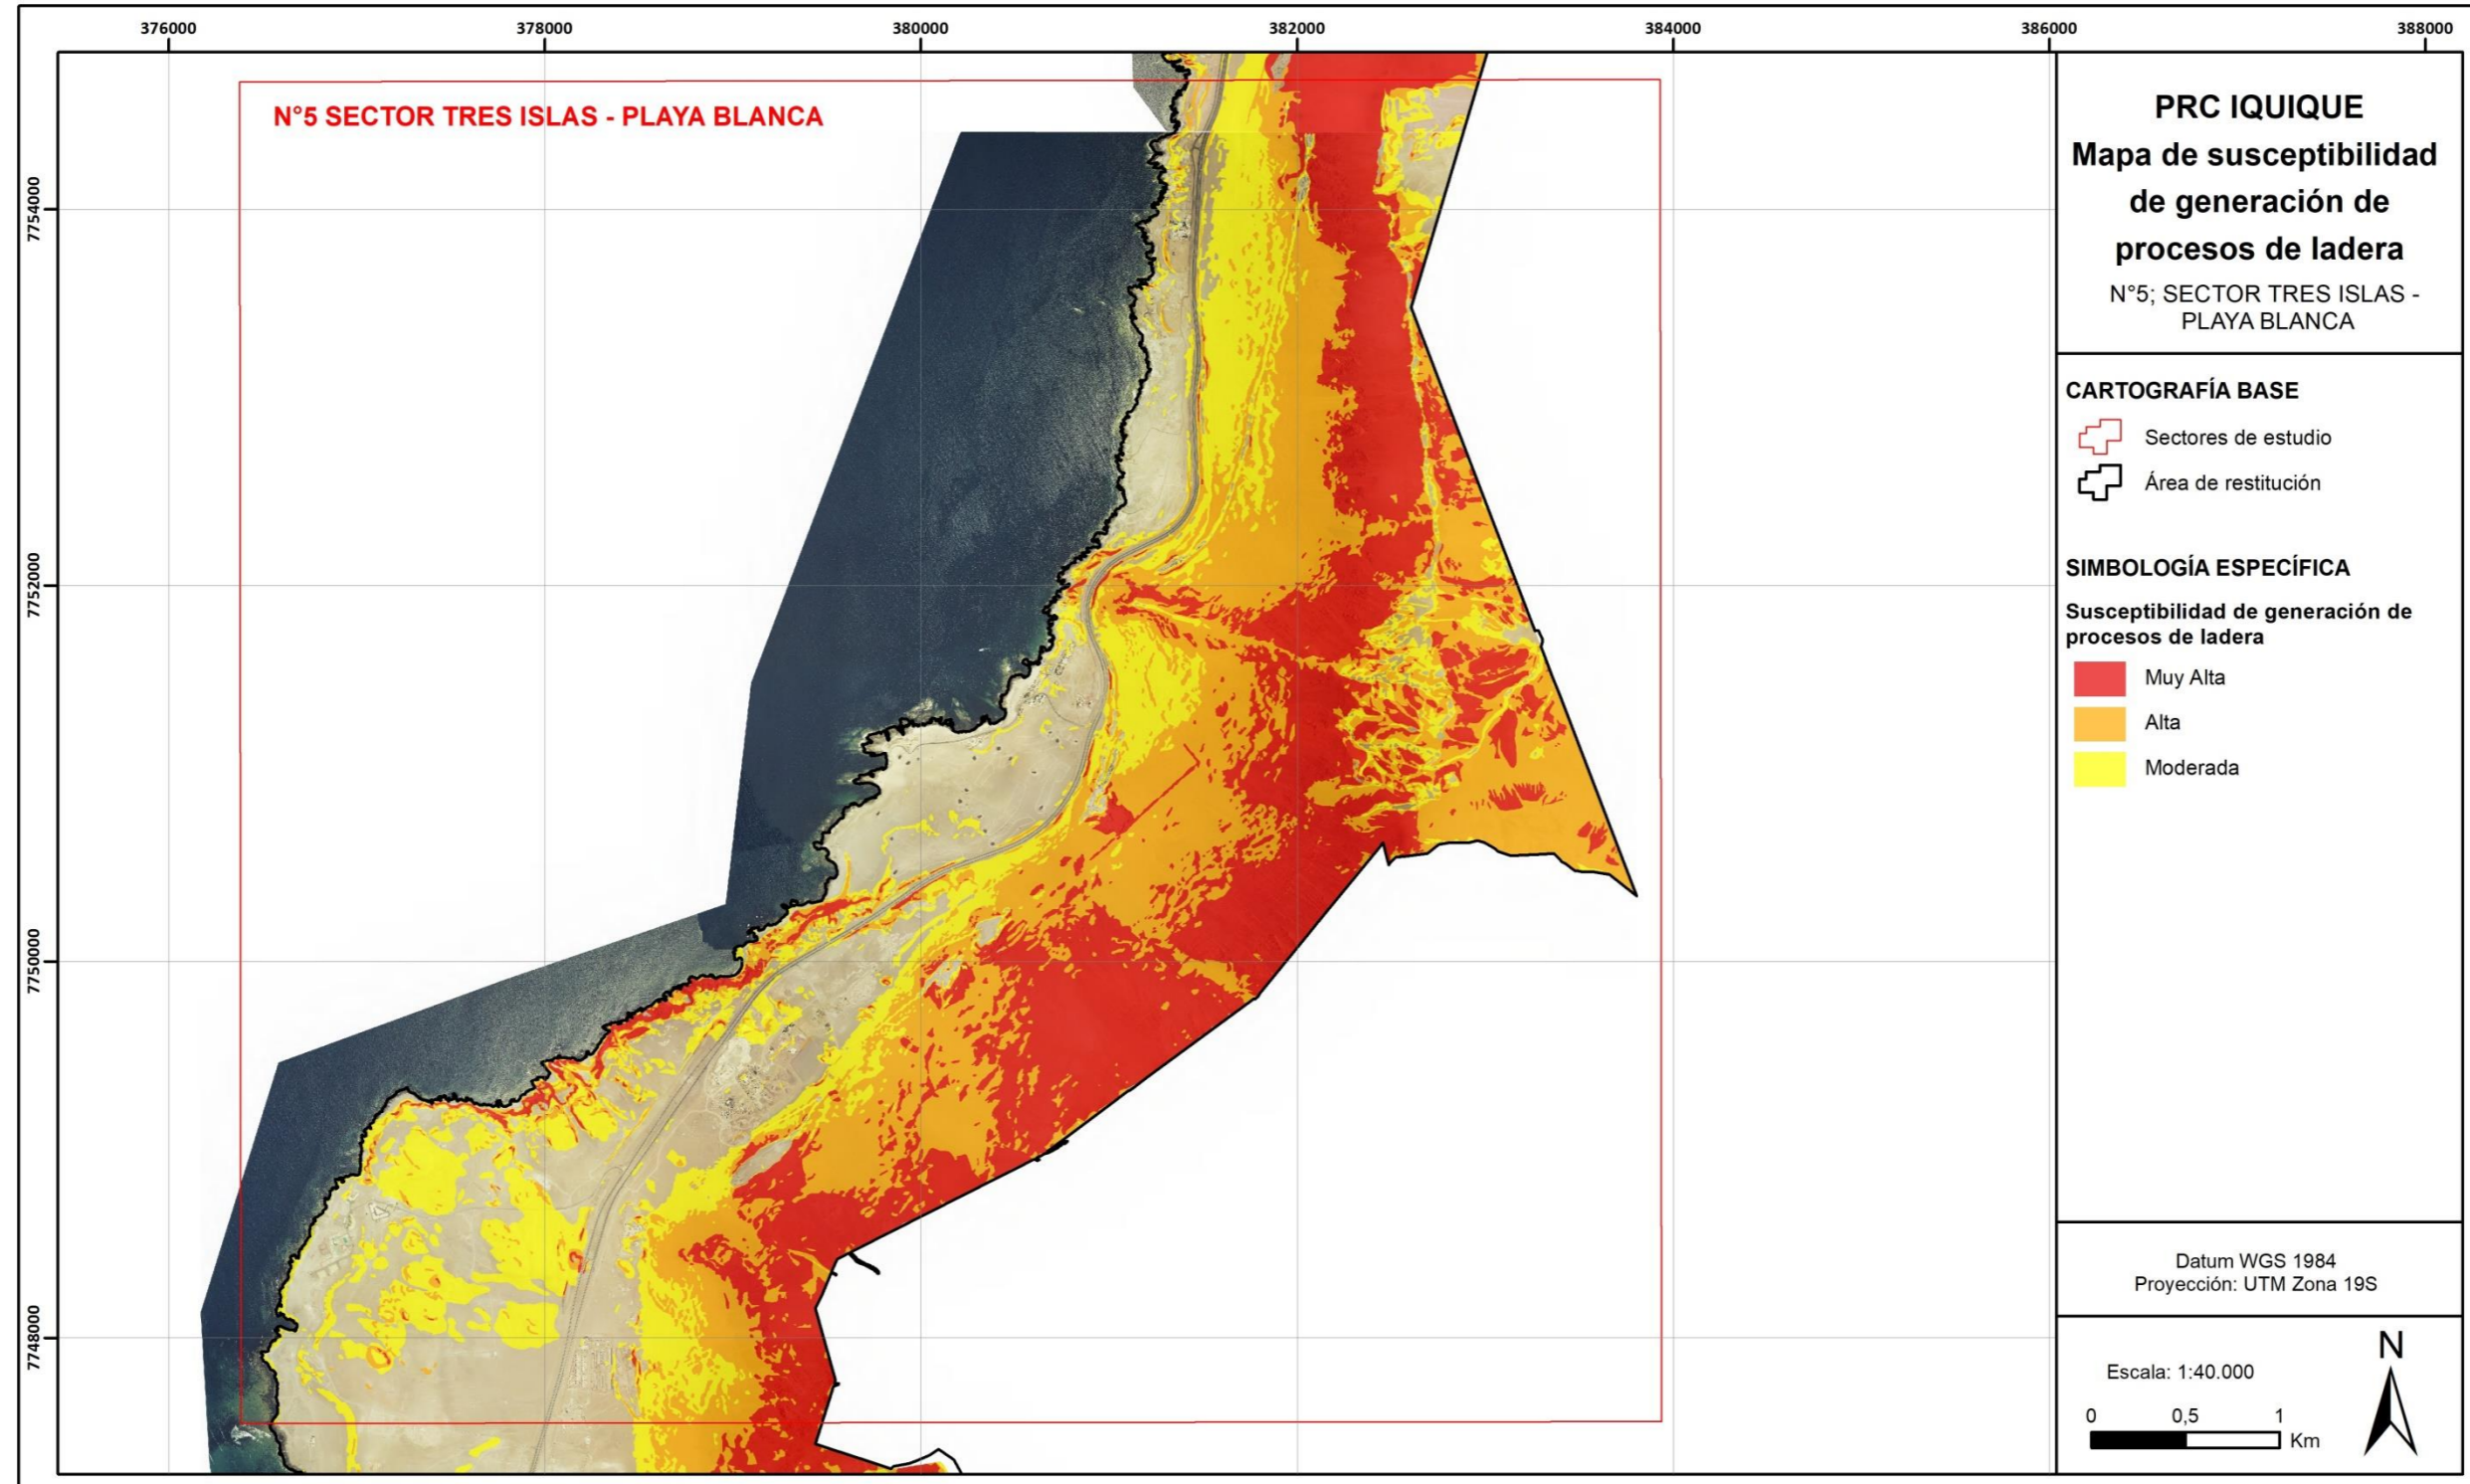 376000
378000
380000
382000
384000
386000
388000
7754000
7752000
7750000
7748000
N°5 SECTOR TRES ISLAS - PLAYA BLANCA
PRC IQUIQUE
Mapa de susceptibilidad
de generación de
procesos de ladera
N°5; SECTOR TRES ISLAS -
PLAYA BLANCA
CARTOGRAFÍA BASE
Sectores de estudio
Área de restitución
SIMBOLOGÍA ESPECÍFICA
Susceptibilidad de generación de
procesos de ladera
Muy Alta
Alta
Moderada
Datum WGS 1984
Proyección: UTM Zona 19S
Escala: 1:40.000
0 0,5 1
Km
N